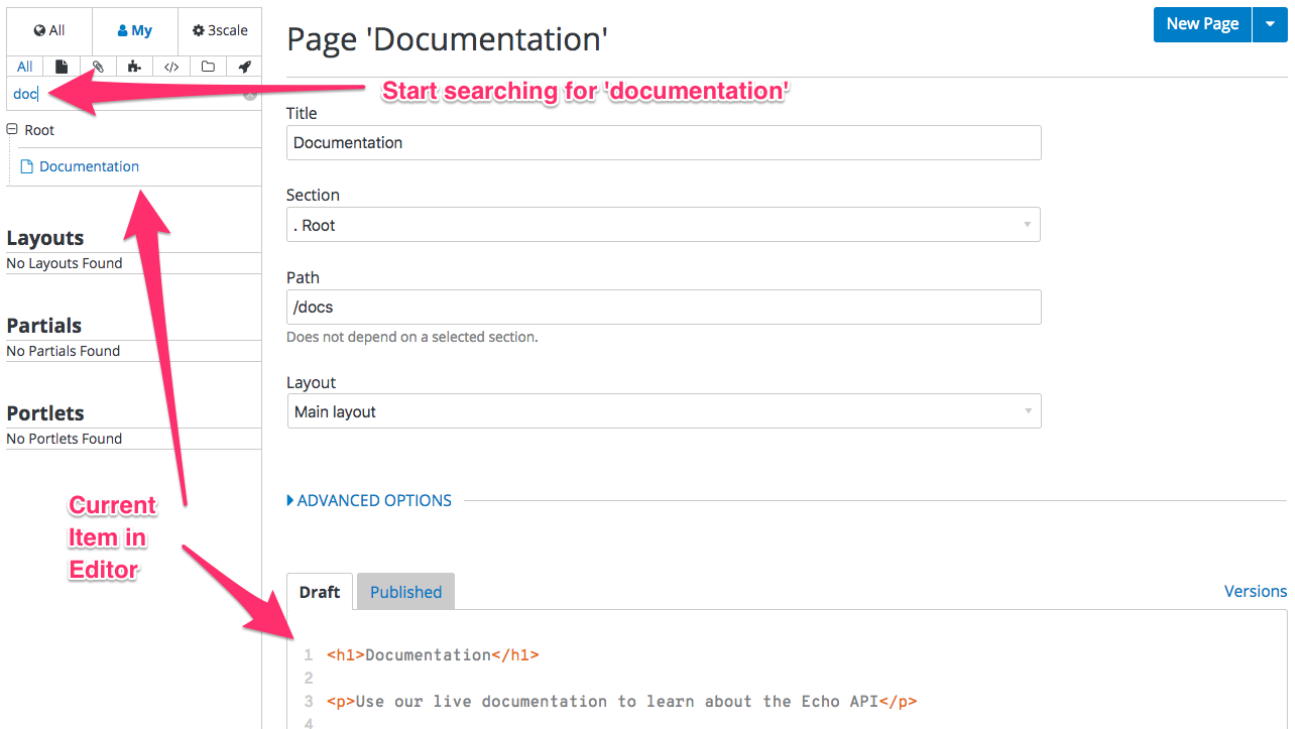 All
My
3scale
All
doc
Root
Documentation
Layouts
No Layouts Found
Partials
No Partials Found
Portlets
No Portlets Found
Current
Item in
Editor
Page 'Documentation'
New Page
Start searching for 'documentation'
Title
Documentation
Section
. Root
Path
/docs
Does not depend on a selected section.
Layout
Main layout
ADVANCED OPTIONS
Draft
Published
Versions
1 <h1>Documentation</h1>
2
3 <p>Use our live documentation to learn about the Echo API</p>
4